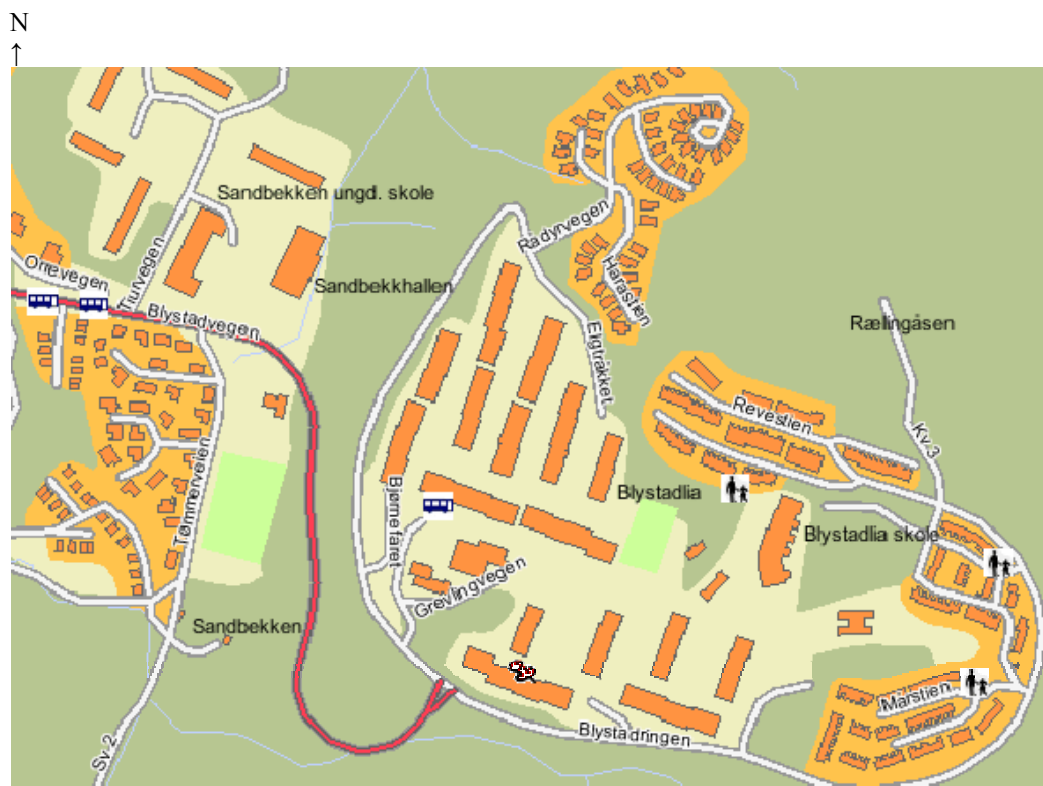 N
↑
Sandbekken ungd. skole
Rådyrvegen
Orrevegen
Tiurvegen
Harastien
Sandbekkhallen
Blystadvegen
Rælingåsen
Elgtråkket
Revestien
Kv.3
Tømmerveien
Bjørnefaret
Blystadlia
Blystadlia skole
Grevlingvegen
Sandbekken
Mårstien
Blystadringen
Sv.2